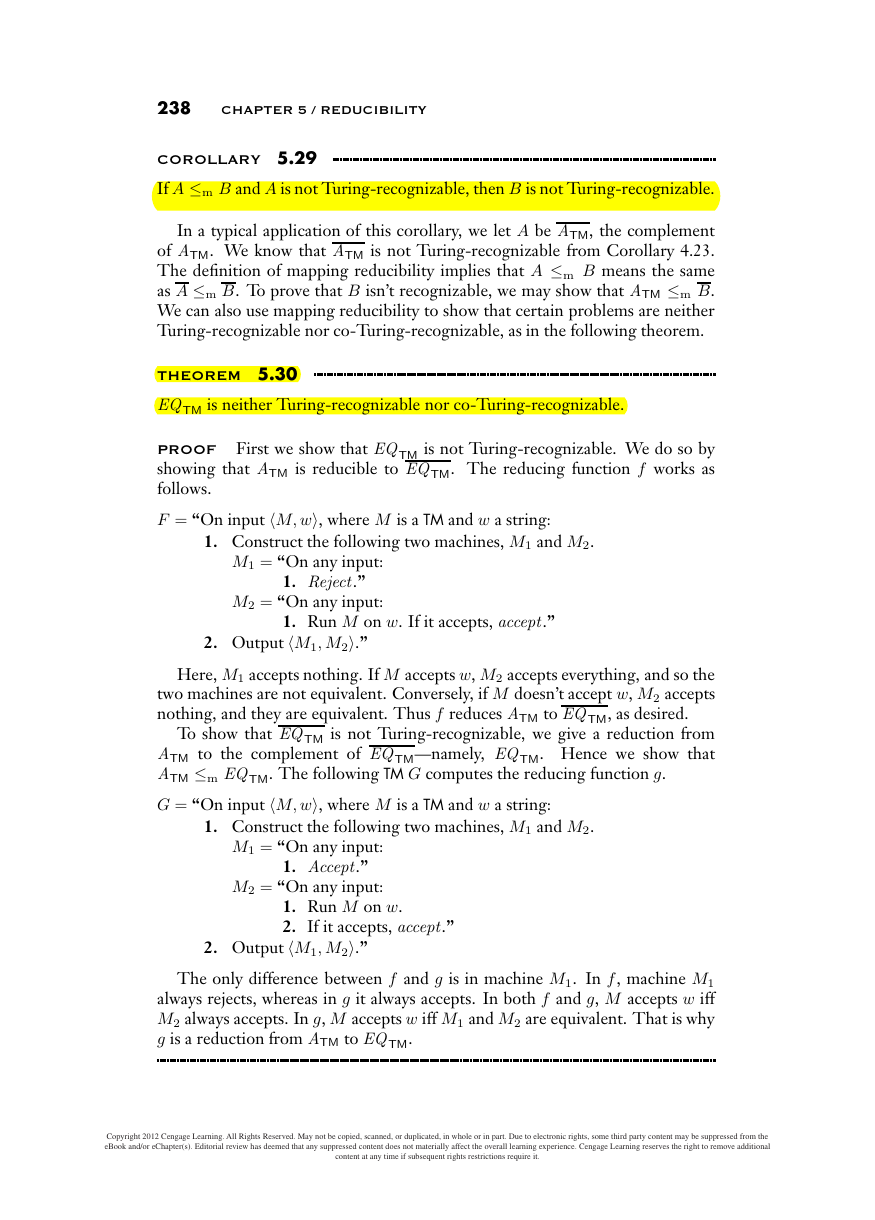 238 CHAPTER 5 / REDUCIBILITY
COROLLARY 5.29
If A ≤m B and A is not Turing-recognizable, then B is not Turing-recognizable.
In a typical application of this corollary, we let A be A̅T̅M̅, the complement
of ATM. We know that A̅T̅M̅ is not Turing-recognizable from Corollary 4.23.
The definition of mapping reducibility implies that A ≤m B means the same
as A̅ ≤m B̅. To prove that B isn’t recognizable, we may show that ATM ≤m B̅.
We can also use mapping reducibility to show that certain problems are neither
Turing-recognizable nor co-Turing-recognizable, as in the following theorem.
THEOREM 5.30
EQTM is neither Turing-recognizable nor co-Turing-recognizable.
PROOF First we show that EQTM is not Turing-recognizable. We do so by
showing that ATM is reducible to E̅Q̅T̅M̅. The reducing function f works as
follows.
F = “On input ⟨M, w⟩, where M is a TM and w a string:
1. Construct the following two machines, M1 and M2.
M1 = “On any input:
1. Reject.”
M2 = “On any input:
1. Run M on w. If it accepts, accept.”
2. Output ⟨M1, M2⟩.”
Here, M1 accepts nothing. If M accepts w, M2 accepts everything, and so the
two machines are not equivalent. Conversely, if M doesn’t accept w, M2 accepts
nothing, and they are equivalent. Thus f reduces ATM to E̅Q̅T̅M̅, as desired.
To show that E̅Q̅T̅M̅ is not Turing-recognizable, we give a reduction from
ATM to the complement of E̅Q̅T̅M̅—namely, EQTM. Hence we show that
ATM ≤m EQTM. The following TM G computes the reducing function g.
G = “On input ⟨M, w⟩, where M is a TM and w a string:
1. Construct the following two machines, M1 and M2.
M1 = “On any input:
1. Accept.”
M2 = “On any input:
1. Run M on w.
2. If it accepts, accept.”
2. Output ⟨M1, M2⟩.”
The only difference between f and g is in machine M1. In f, machine M1
always rejects, whereas in g it always accepts. In both f and g, M accepts w iff
M2 always accepts. In g, M accepts w iff M1 and M2 are equivalent. That is why
g is a reduction from ATM to EQTM.
Copyright 2012 Cengage Learning. All Rights Reserved. May not be copied, scanned, or duplicated, in whole or in part. Due to electronic rights, some third party content may be suppressed from the
eBook and/or eChapter(s). Editorial review has deemed that any suppressed content does not materially affect the overall learning experience. Cengage Learning reserves the right to remove additional
content at any time if subsequent rights restrictions require it.